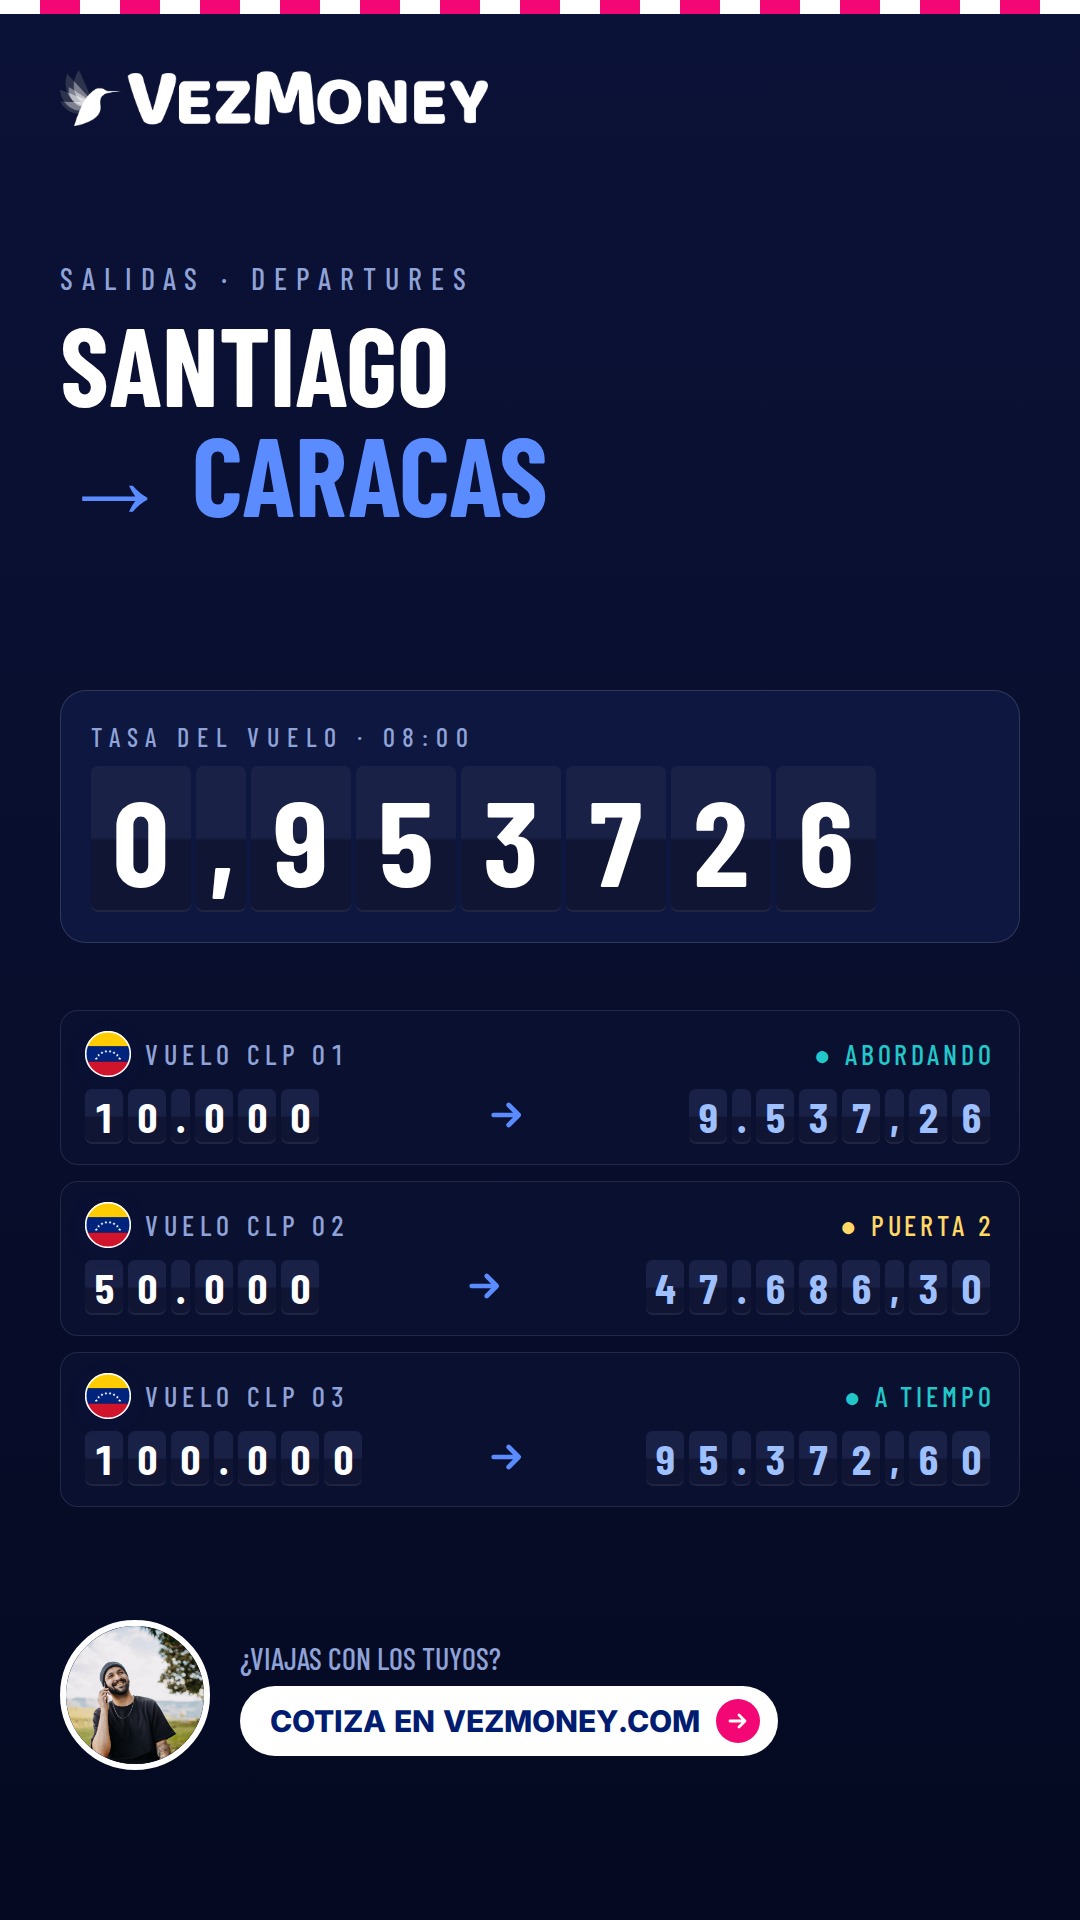 VEZMONEY
SALIDAS · DEPARTURES
SANTIAGO
→ CARACAS
TASA DEL VUELO · 08:00
0,953726
VUELO CLP 01 ● ABORDANDO
10.000 → 9.537,26
VUELO CLP 02 ● PUERTA 2
50.000 → 47.686,30
VUELO CLP 03 ● A TIEMPO
100.000 → 95.372,60
¿VIAJAS CON LOS TUYOS?
COTIZA EN VEZMONEY.COM →